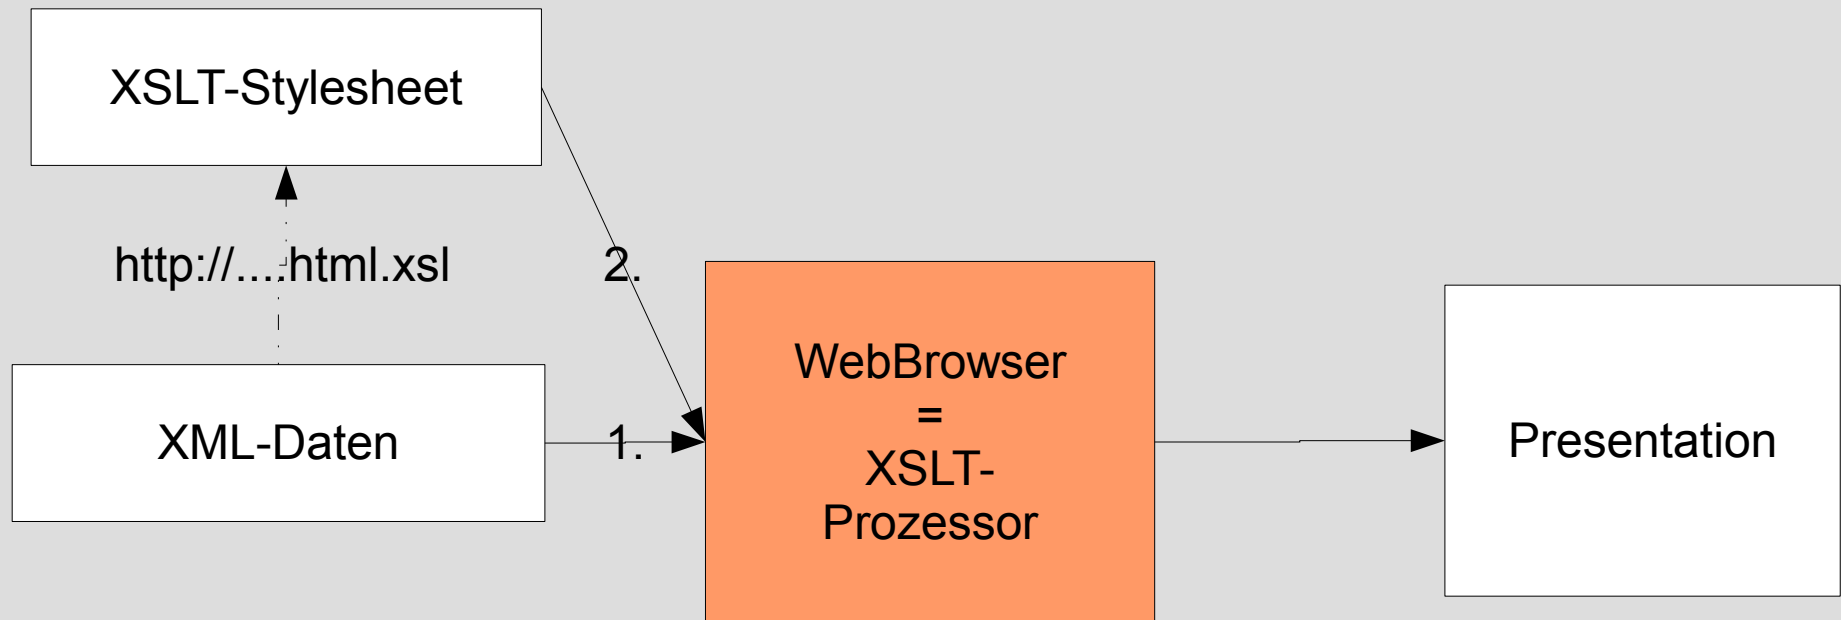 XSLT-Stylesheet
http://....html.xsl
2.
XML-Daten
1.
WebBrowser
=
XSLT-
Prozessor
Presentation